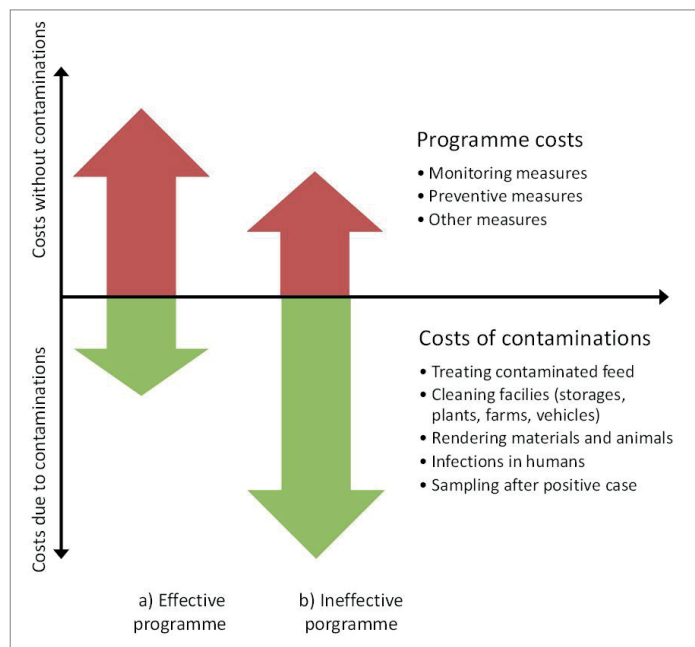 Costs without contaminations
Programme costs
• Monitoring measures
• Preventive measures
• Other measures
Costs due to contaminations
Costs of contaminations
• Treating contaminated feed
• Cleaning facilies (storages,
plants, farms, vehicles)
• Rendering materials and animals
• Infections in humans
• Sampling after positive case
a) Effective
programme
b) Ineffective
porgramme